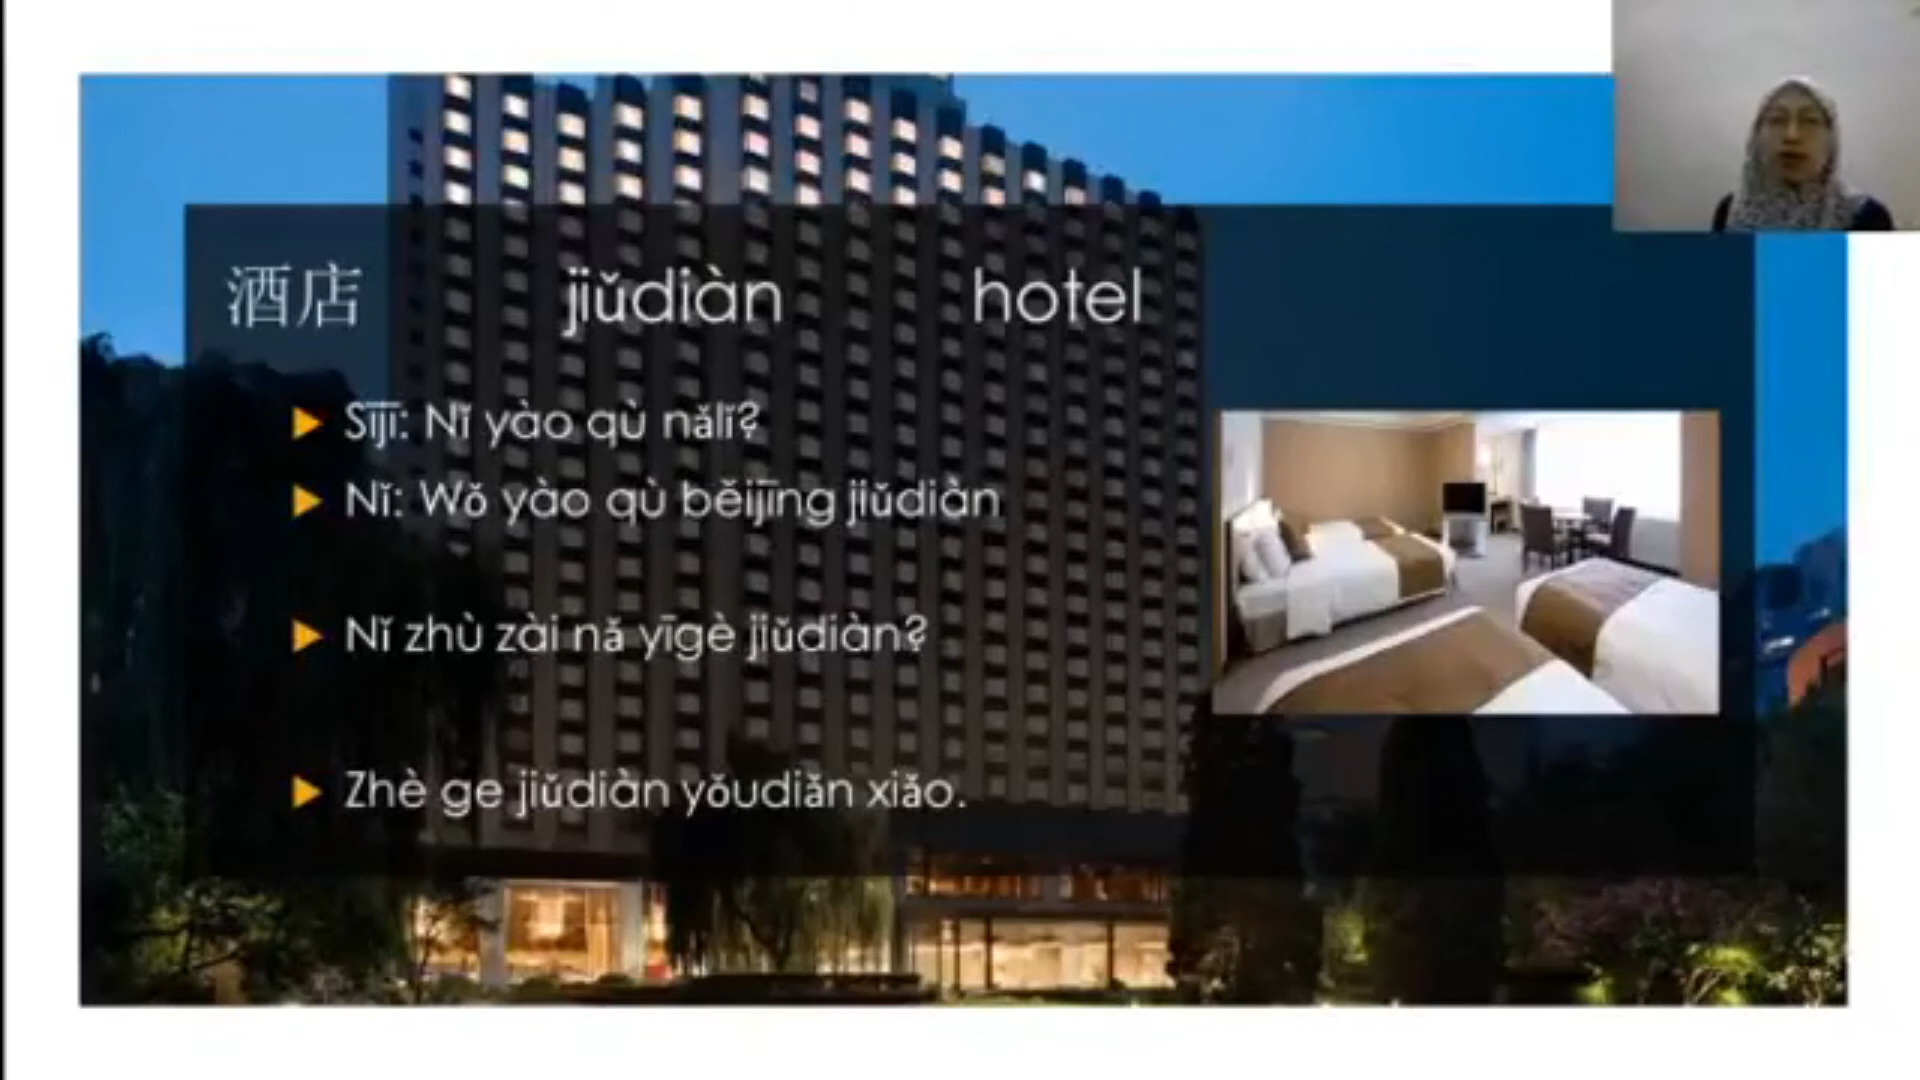 酒店 jiǔdiàn hotel
Sījī: Nǐ yào qù nǎlǐ?
Nǐ: Wǒ yào qù běijīng jiǔdiàn
Nǐ zhù zài nǎ yīgè jiǔdiàn?
Zhè ge jiǔdiàn yǒudiǎn xiǎo.